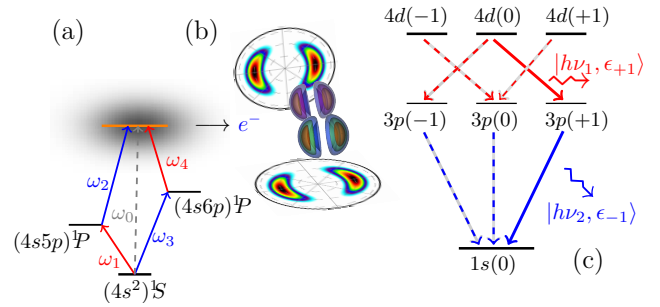 (a)
(b)
4d(−1) 4d(0) 4d(+1)
|hν₁, ϵ₊₁⟩
3p(−1) 3p(0) 3p(+1)
e⁻
ω₂
ω₄
ω₀
(4s6p)¹P
(4s5p)¹P
ω₁
ω₃
(4s²)¹S
|hν₂, ϵ₋₁⟩
1s(0)
(c)